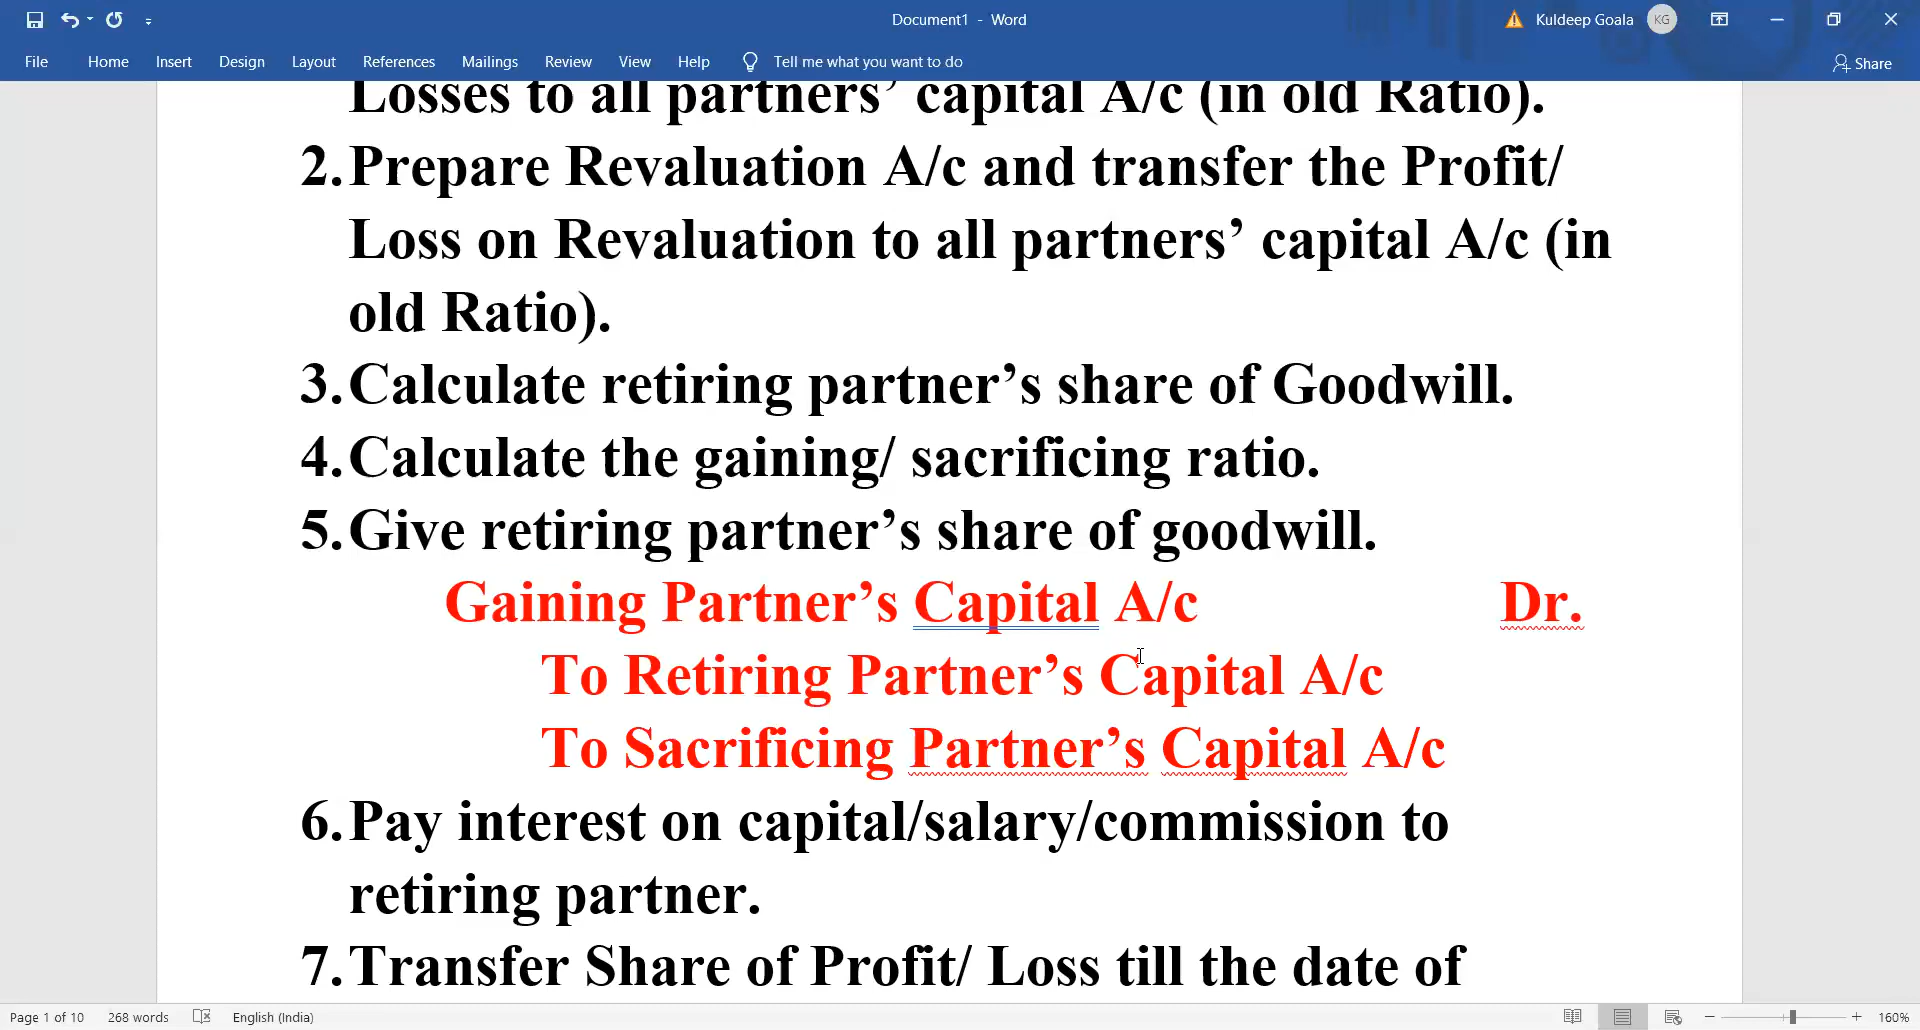 Document1 - Word
Kuldeep Goala
KG
File Home Insert Design Layout References Mailings Review View Help Tell me what you want to do Share
Losses to all partners’ capital A/c (in old Ratio).
2. Prepare Revaluation A/c and transfer the Profit/
Loss on Revaluation to all partners’ capital A/c (in
old Ratio).
3. Calculate retiring partner’s share of Goodwill.
4. Calculate the gaining/ sacrificing ratio.
5. Give retiring partner’s share of goodwill.
Gaining Partner’s Capital A/c Dr.
To Retiring Partner’s Capital A/c
To Sacrificing Partner’s Capital A/c
6. Pay interest on capital/salary/commission to
retiring partner.
7. Transfer Share of Profit/ Loss till the date of
Page 1 of 10 268 words English (India) 160%